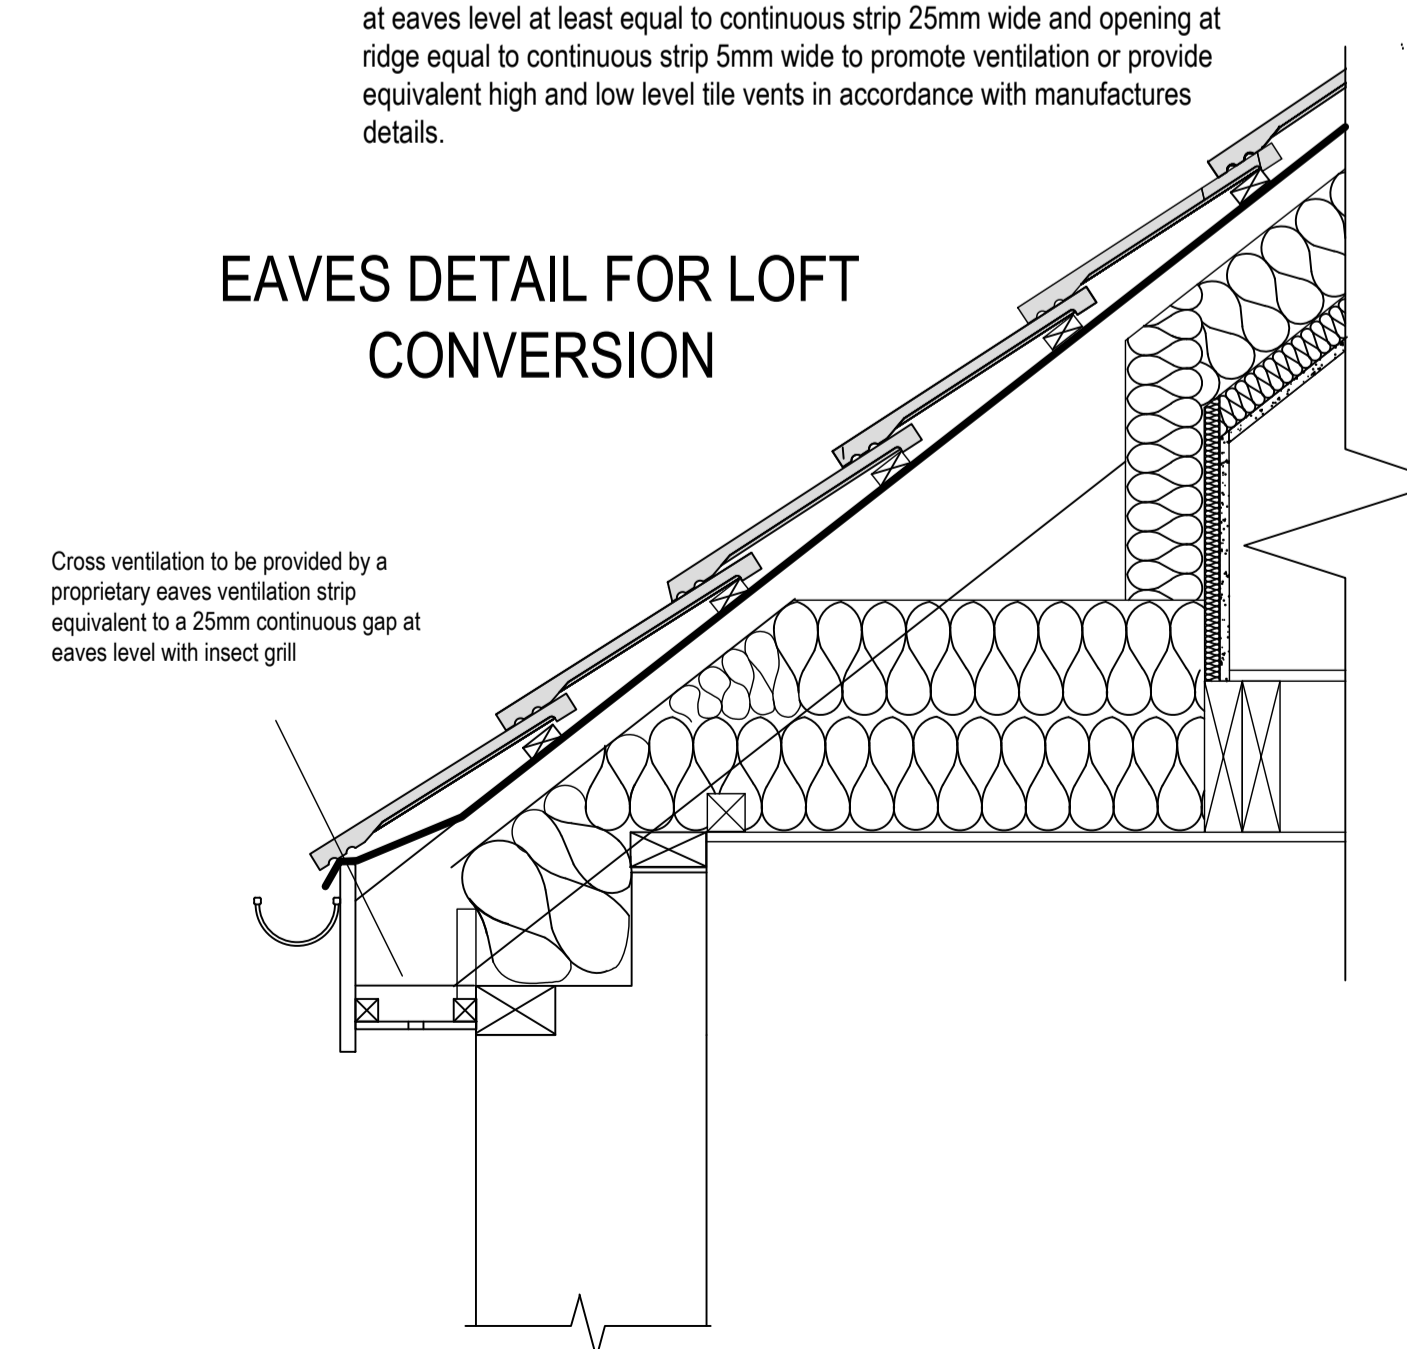 at eaves level at least equal to continuous strip 25mm wide and opening at
ridge equal to continuous strip 5mm wide to promote ventilation or provide
equivalent high and low level tile vents in accordance with manufactures
details.
EAVES DETAIL FOR LOFT
CONVERSION
Cross ventilation to be provided by a
proprietary eaves ventilation strip
equivalent to a 25mm continuous gap at
eaves level with insect grill